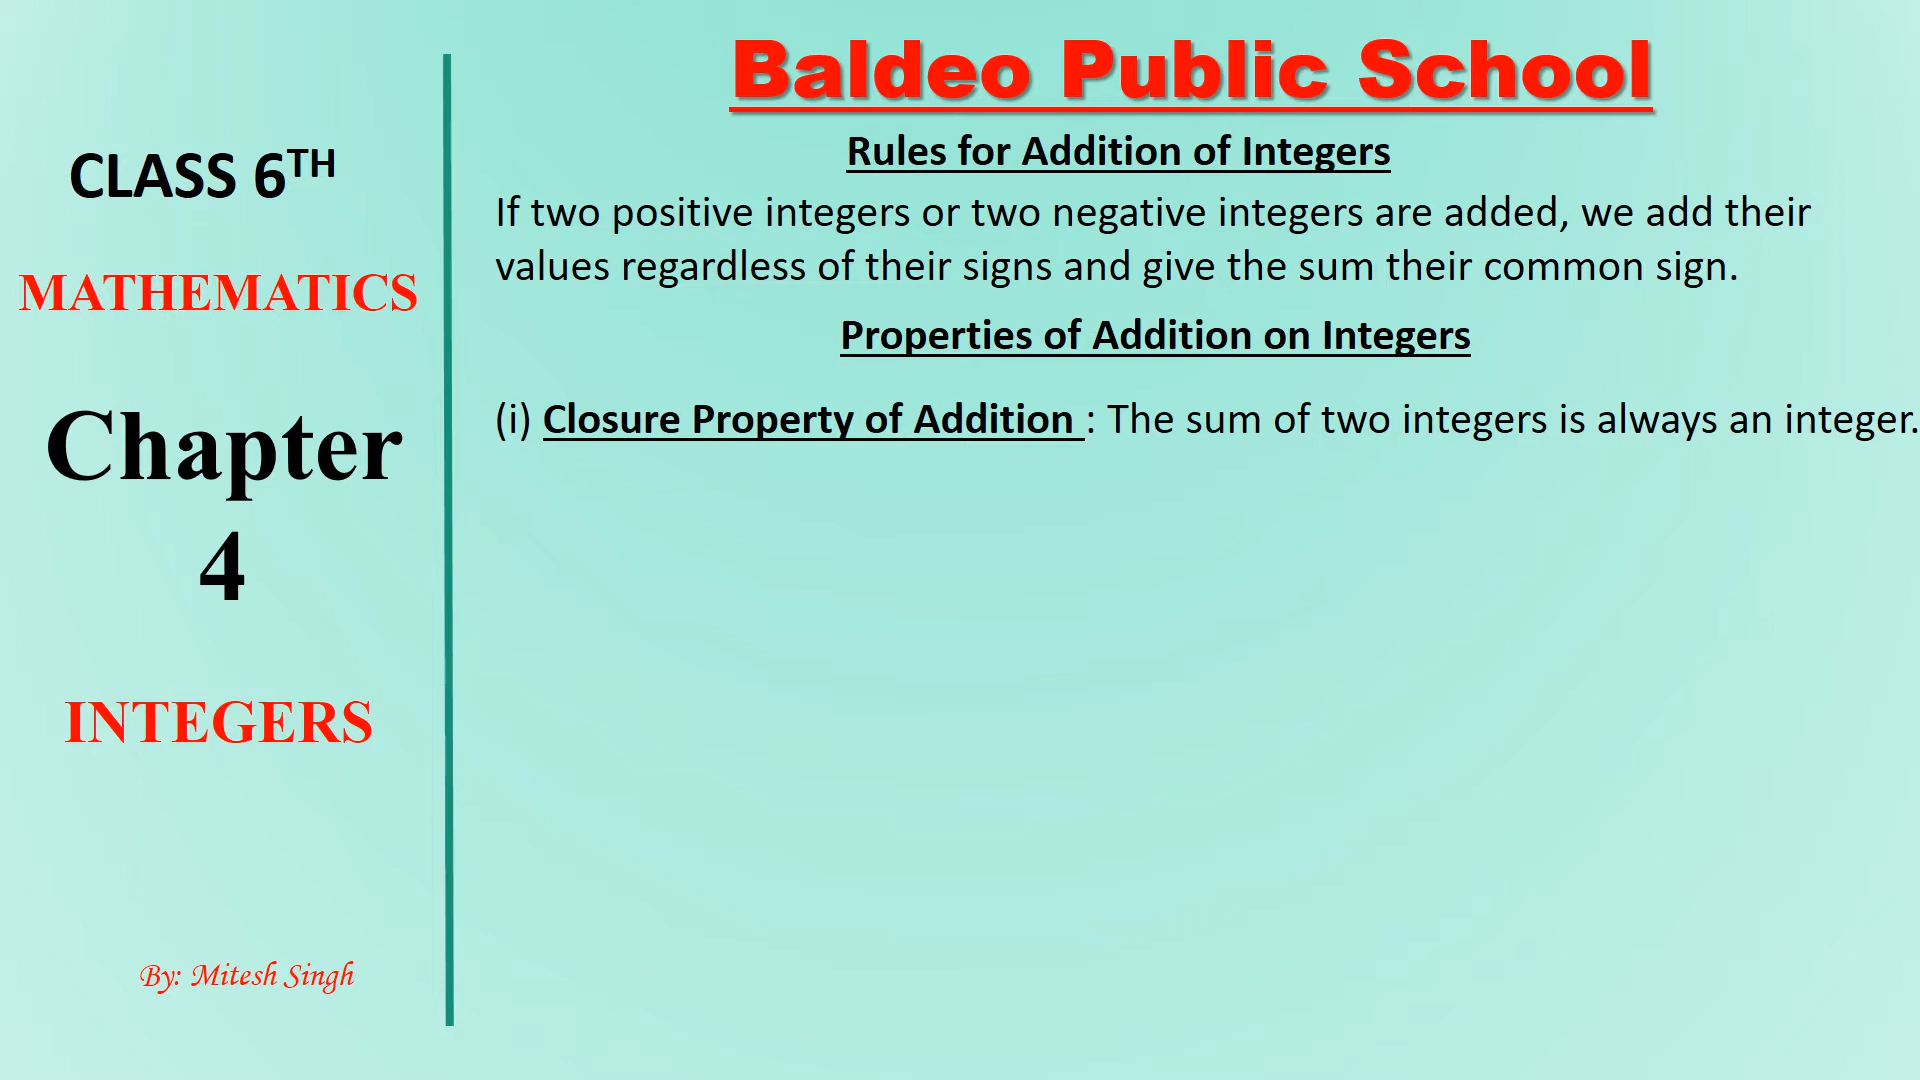 CLASS 6TH
MATHEMATICS
Chapter
4
INTEGERS
By: Mitesh Singh
Baldeo Public School
Rules for Addition of Integers
If two positive integers or two negative integers are added, we add their
values regardless of their signs and give the sum their common sign.
Properties of Addition on Integers
(i) Closure Property of Addition : The sum of two integers is always an integer.